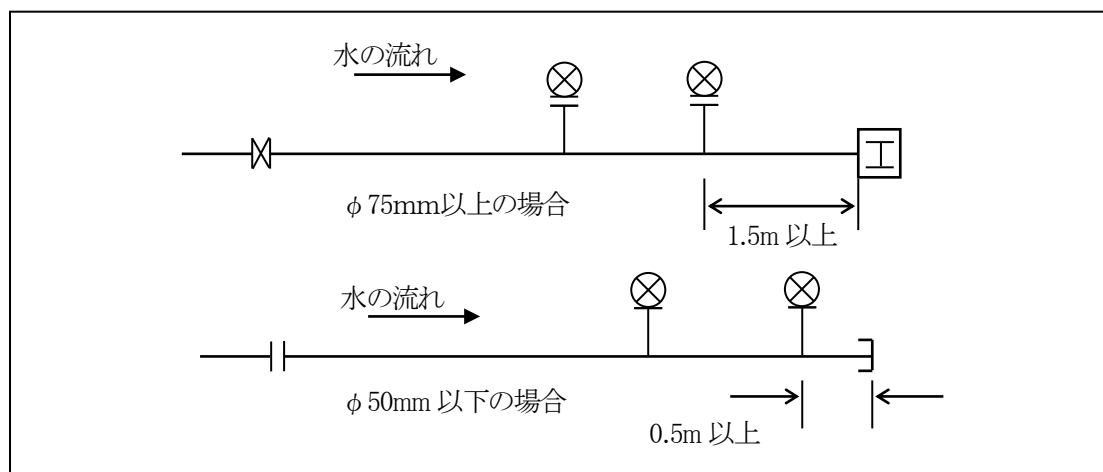 水の流れ
φ75mm以上の場合
1.5m 以上
水の流れ
φ50mm 以下の場合
0.5m 以上